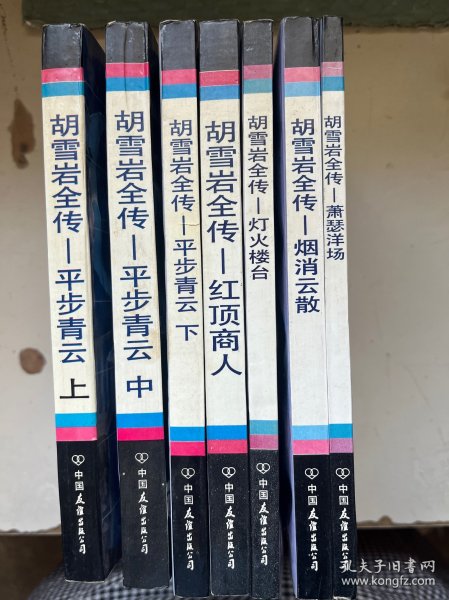 胡雪岩全传—平步青云 上
中国友谊出版公司
胡雪岩全传—平步青云 中
中国友谊出版公司
胡雪岩全传—平步青云 下
中国友谊出版公司
胡雪岩全传—红顶商人
中国友谊出版公司
胡雪岩全传—灯火楼台
中国友谊出版公司
胡雪岩全传—烟消云散
中国友谊出版公司
胡雪岩全传—萧瑟洋场
中国友谊出版公司
孔夫子旧书网
www.kongfz.com